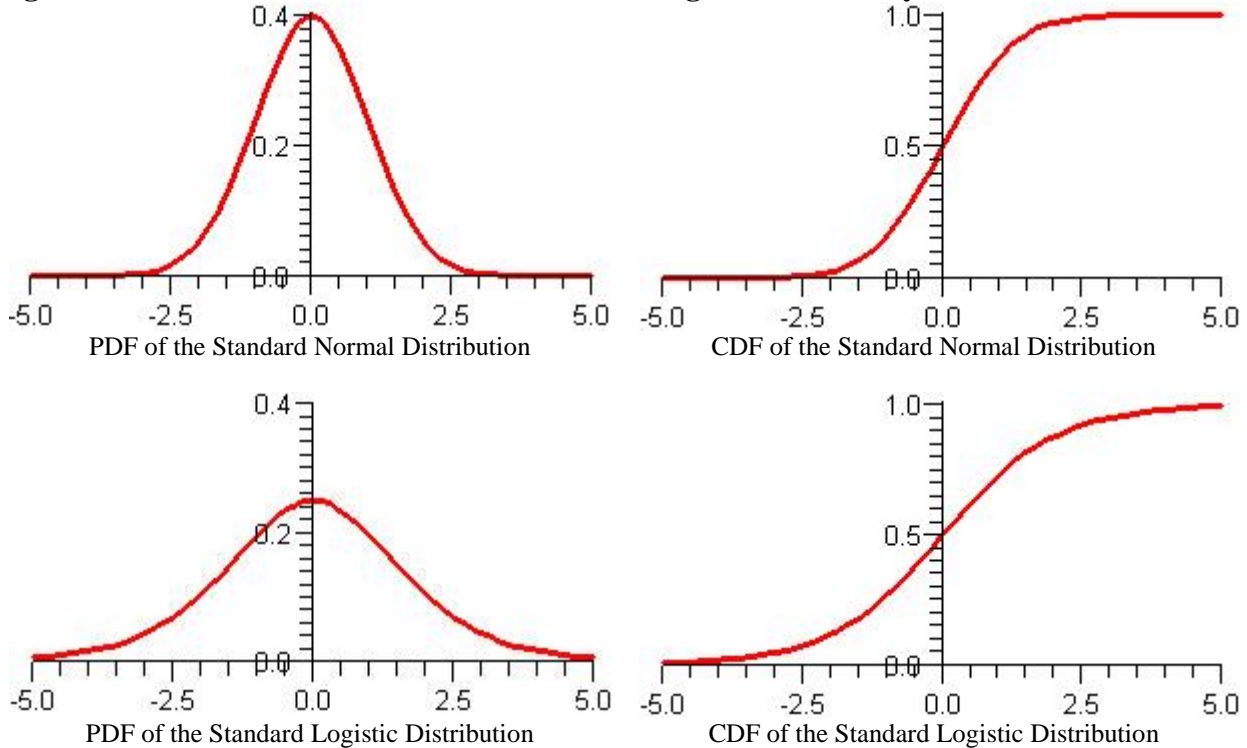 0.4
0.2
0.0
-5.0 -2.5 0.0 2.5 5.0
PDF of the Standard Normal Distribution
1.0
0.5
0.0
-5.0 -2.5 0.0 2.5 5.0
CDF of the Standard Normal Distribution
0.4
0.2
0.0
-5.0 -2.5 0.0 2.5 5.0
PDF of the Standard Logistic Distribution
1.0
0.5
0.0
-5.0 -2.5 0.0 2.5 5.0
CDF of the Standard Logistic Distribution